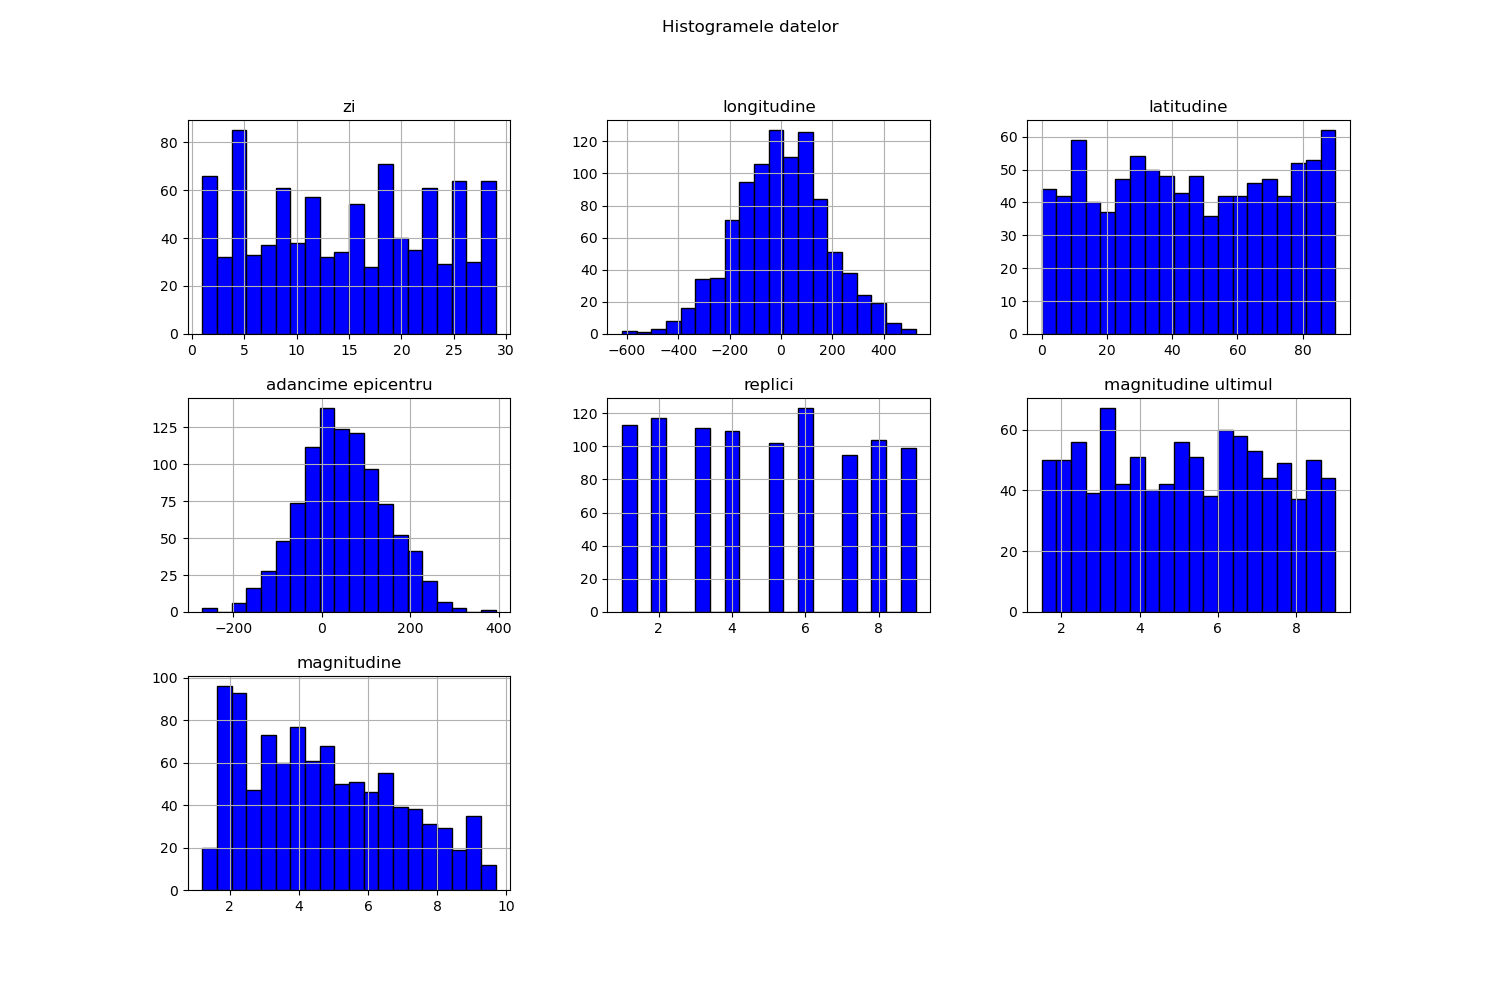 Histogramele datelor
zi longitudine latitudine
80 60 40 20 0
0 5 10 15 20 25 30
120 100 80 60 40 20 0
−600 −400 −200 0 200 400
60 50 40 30 20 10 0
0 20 40 60 80
adancime epicentru replici magnitudine ultimul
125 100 75 50 25 0
−200 0 200 400
120 100 80 60 40 20 0
2 4 6 8
60 40 20 0
2 4 6 8
magnitudine
100 80 60 40 20 0
2 4 6 8 10